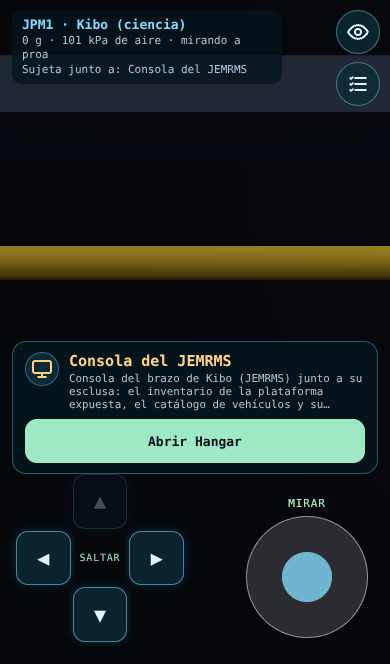 JPM1 · Kibo (ciencia)
0 g · 101 kPa de aire · mirando a
proa
Sujeta junto a: Consola del JEMRMS
Consola del JEMRMS
Consola del brazo de Kibo (JEMRMS) junto a su
esclusa: el inventario de la plataforma
expuesta, el catálogo de vehículos y su…
Abrir Hangar
SALTAR
MIRAR